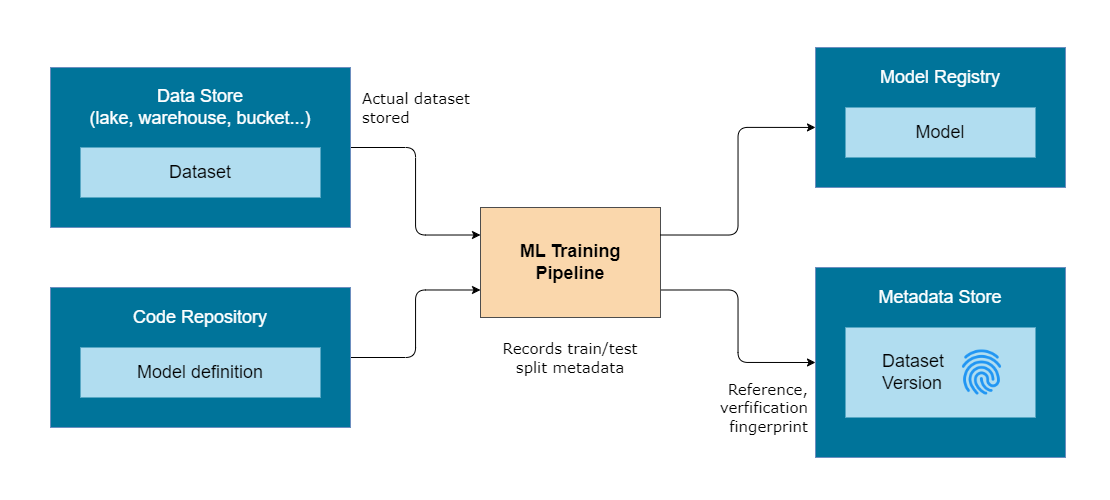 Data Store
(lake, warehouse, bucket...)
Dataset
Actual dataset
stored
Code Repository
Model definition
ML Training
Pipeline
Records train/test
split metadata
Model Registry
Model
Metadata Store
Dataset
Version
Reference,
verfification
fingerprint